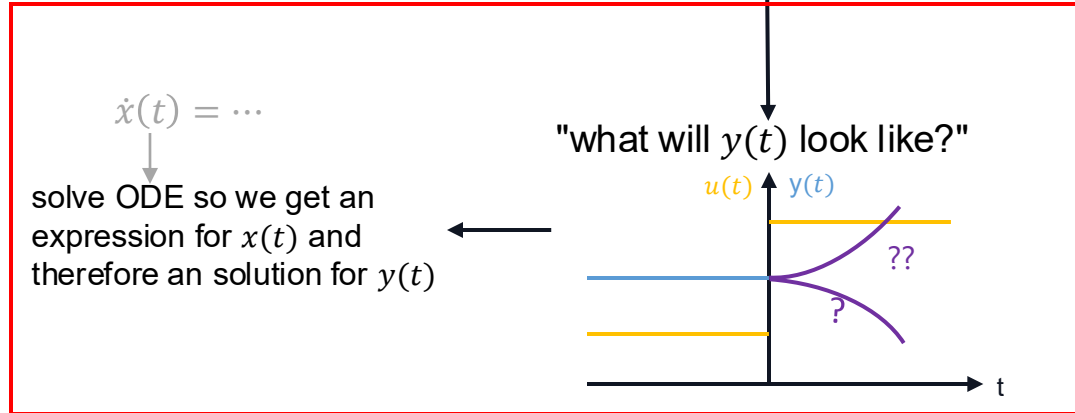 ẋ(t) = ⋯
solve ODE so we get an
expression for x(t) and
therefore an solution for y(t)
"what will y(t) look like?"
u(t) y(t)
??
?
t